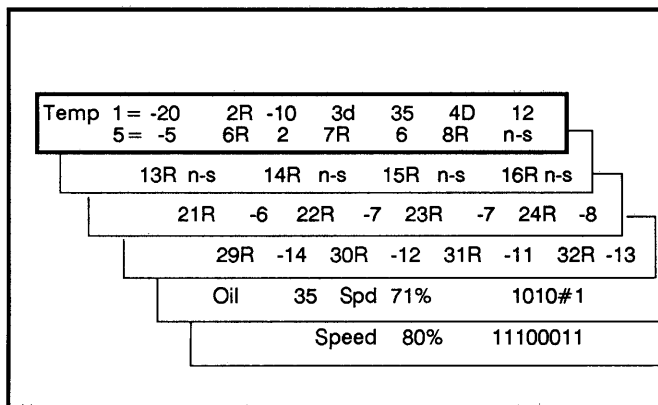 Temp 1= -20 2R -10 3d 35 4D 12
5= -5 6R 2 7R 6 8R n-s
13R n-s 14R n-s 15R n-s 16R n-s
21R -6 22R -7 23R -7 24R -8
29R -14 30R -12 31R -11 32R -13
Oil 35 Spd 71% 1010#1
Speed 80% 11100011